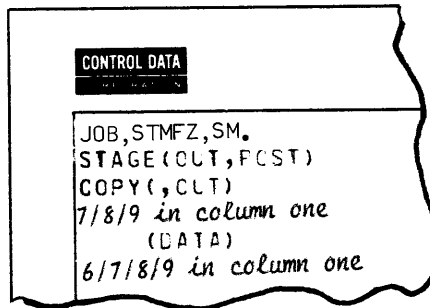 CONTROL DATA
JOB,STMFZ,SM.
STAGE(OUT,POST)
COPY(,OUT)
7/8/9 in column one
(DATA)
6/7/8/9 in column one